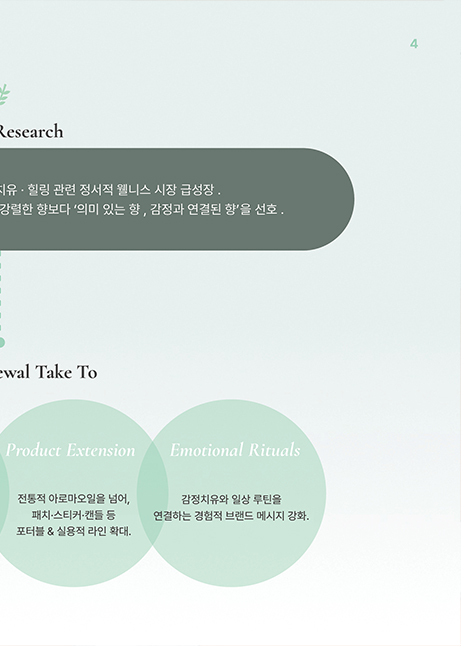 4
Research
치유 · 힐링 관련 정서적 웰니스 시장 급성장 .
강렬한 향보다 '의미 있는 향 , 감정과 연결된 향'을 선호 .
ewal Take To
Product Extension
전통적 아로마오일을 넘어,
패치·스티커·캔들 등
포터블 & 실용적 라인 확대.
Emotional Rituals
감정치유와 일상 루틴을
연결하는 경험적 브랜드 메시지 강화.